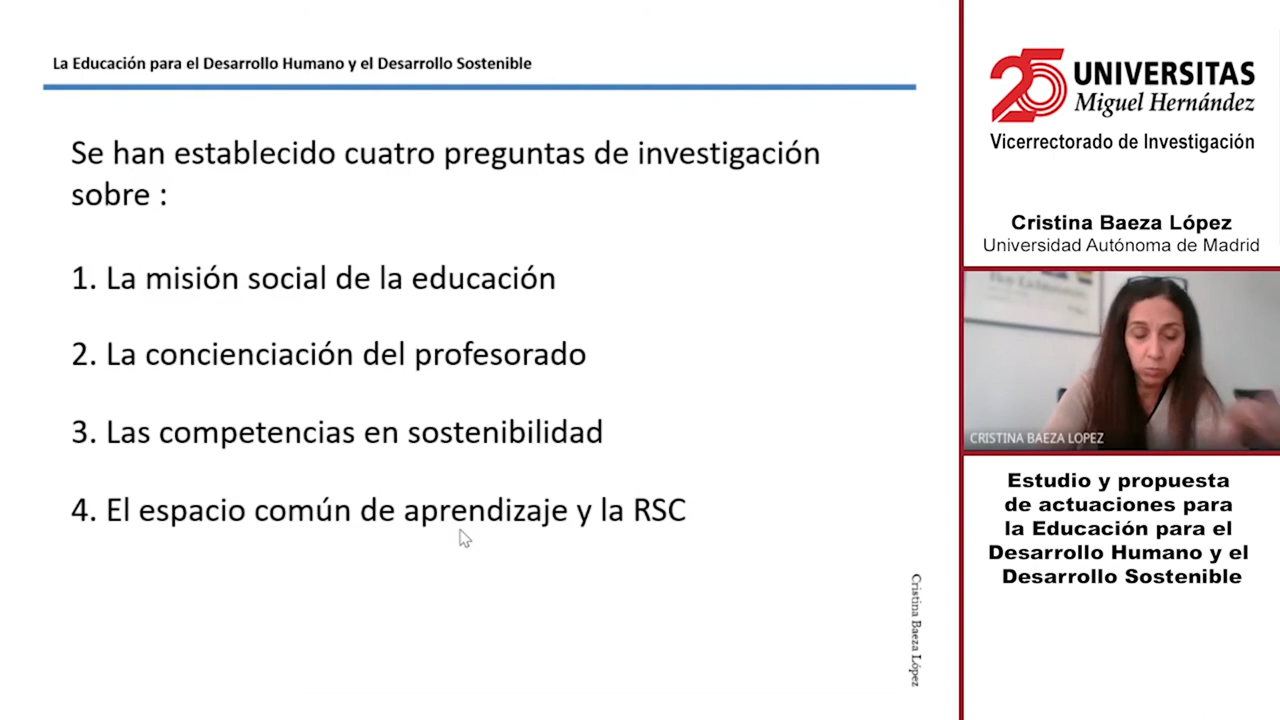 La Educación para el Desarrollo Humano y el Desarrollo Sostenible
Se han establecido cuatro preguntas de investigación
sobre :
1. La misión social de la educación
2. La concienciación del profesorado
3. Las competencias en sostenibilidad
4. El espacio común de aprendizaje y la RSC
Cristina Baeza López
25 UNIVERSITAS
Miguel Hernández
Vicerrectorado de Investigación
Cristina Baeza López
Universidad Autónoma de Madrid
CRISTINA BAEZA LOPEZ
Estudio y propuesta
de actuaciones para
la Educación para el
Desarrollo Humano y el
Desarrollo Sostenible